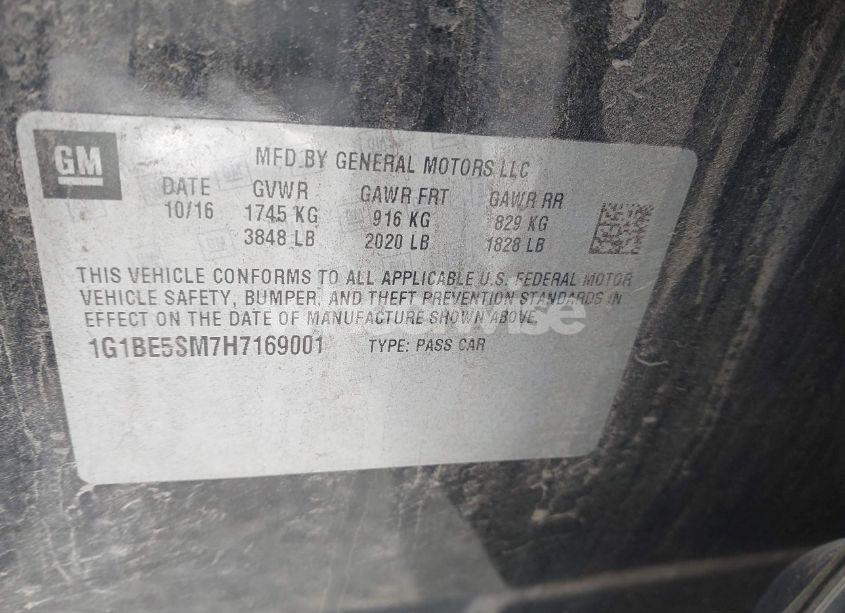 GM
MFD BY GENERAL MOTORS LLC
DATE GVWR GAWR FRT GAWR RR
10/16 1745 KG 916 KG 829 KG
3848 LB 2020 LB 1828 LB
THIS VEHICLE CONFORMS TO ALL APPLICABLE U.S. FEDERAL MOTOR
VEHICLE SAFETY, BUMPER, AND THEFT PREVENTION STANDARDS IN
EFFECT ON THE DATE OF MANUFACTURE SHOWN ABOVE.
1G1BE5SM7H7169001 TYPE: PASS CAR